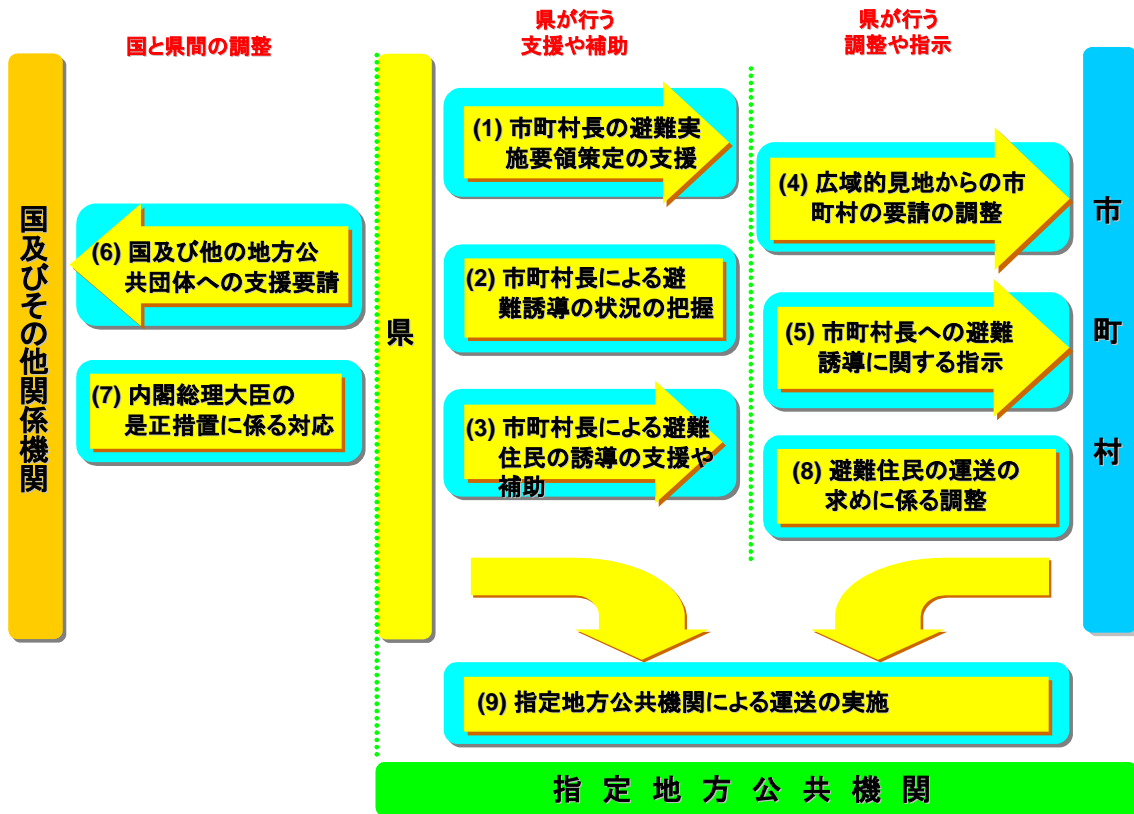 国と県間の調整
県が行う
支援や補助
県が行う
調整や指示
国及びその他関係機関
県
市町村
(1) 市町村長の避難実
施要領策定の支援
(2) 市町村長による避
難誘導の状況の把握
(3) 市町村長による避難
住民の誘導の支援や
補助
(4) 広域的見地からの市
町村の要請の調整
(5) 市町村長への避難
誘導に関する指示
(6) 国及び他の地方公
共団体への支援要請
(7) 内閣総理大臣の
是正措置に係る対応
(8) 避難住民の運送の
求めに係る調整
(9) 指定地方公共機関による運送の実施
指定地方公共機関